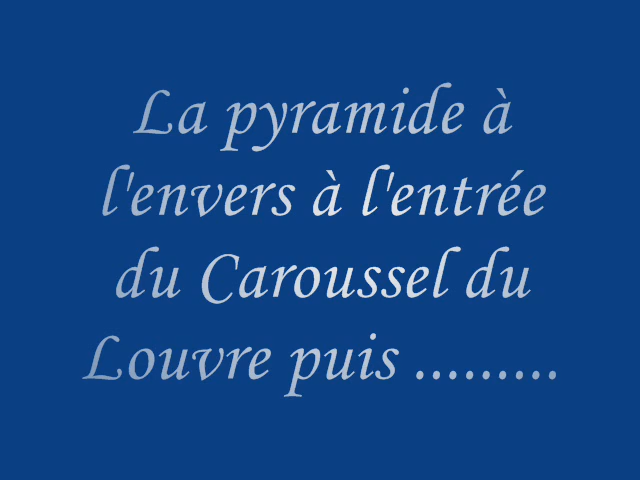 La pyramide à
l'envers à l'entrée
du Caroussel du
Louvre puis .........